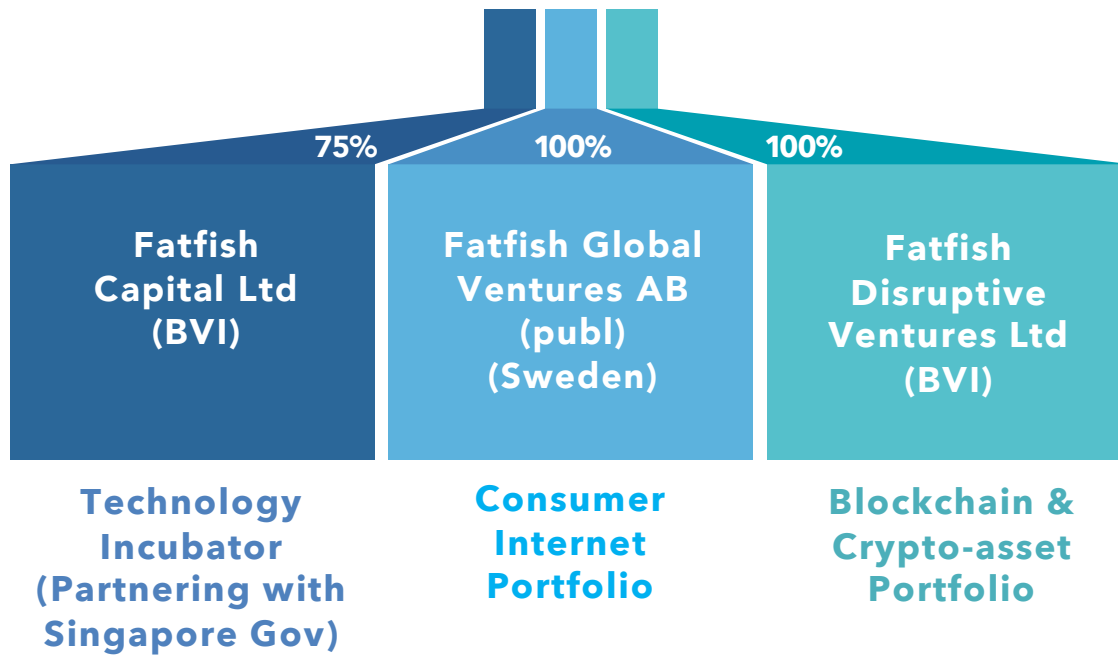 75%
100%
100%
Fatfish
Capital Ltd
(BVI)
Fatfish Global
Ventures AB
(publ)
(Sweden)
Fatfish
Disruptive
Ventures Ltd
(BVI)
Technology
Incubator
(Partnering with
Singapore Gov)
Consumer
Internet
Portfolio
Blockchain &
Crypto-asset
Portfolio